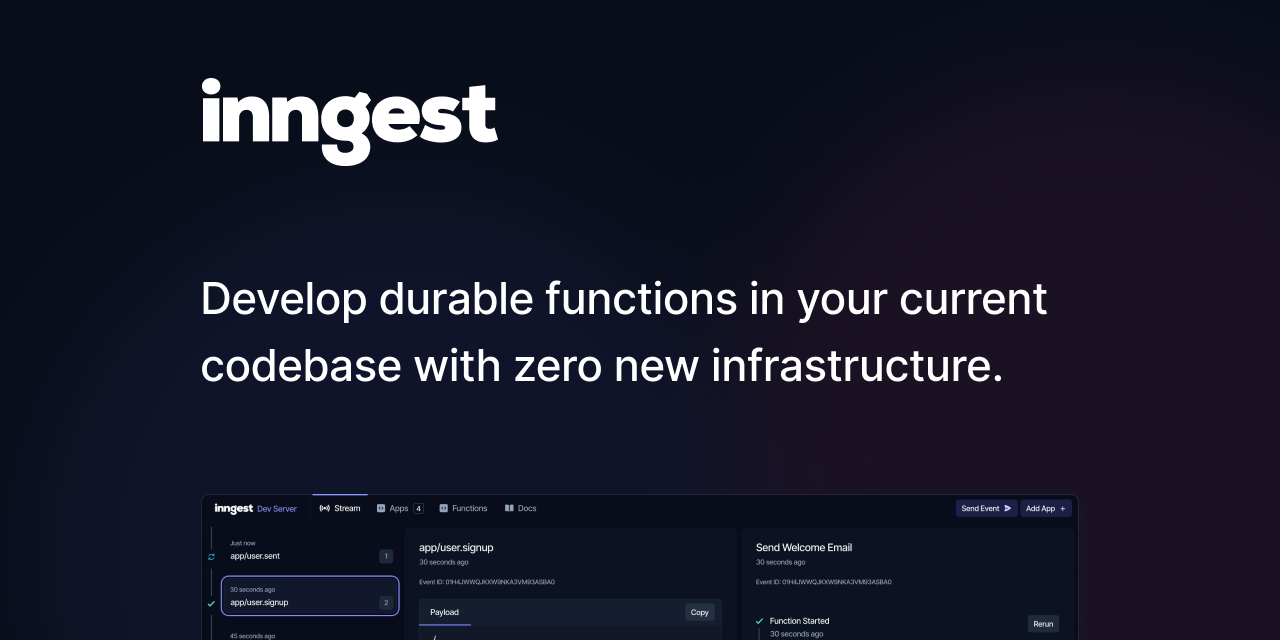 inngest
Develop durable functions in your current
codebase with zero new infrastructure.
inngest Dev Server
Stream
Apps 4
Functions
Docs
Send Event
Add App +
Just now
app/user.sent
1
30 seconds ago
app/user.signup
2
45 seconds ago
app/user.signup
30 seconds ago
Event ID: 01H4JWWQJKXW9NKA3VM93ASBA0
Payload
Copy
{
Send Welcome Email
30 seconds ago
Event ID: 01H4JWWQJKXW9NKA3VM93ASBA0
Function Started
30 seconds ago
Rerun